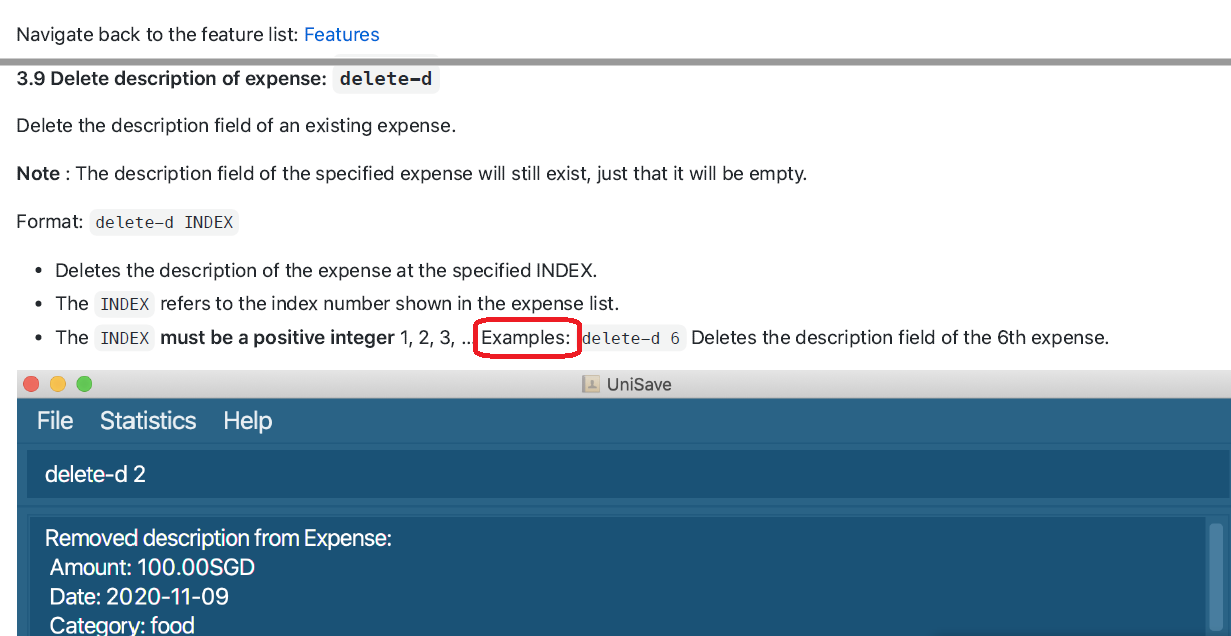 Navigate back to the feature list: Features
3.9 Delete description of expense: delete-d
Delete the description field of an existing expense.
Note : The description field of the specified expense will still exist, just that it will be empty.
Format: delete-d INDEX
• Deletes the description of the expense at the specified INDEX.
• The INDEX refers to the index number shown in the expense list.
• The INDEX must be a positive integer 1, 2, 3, ... Examples: delete-d 6 Deletes the description field of the 6th expense.
UniSave
File Statistics Help
delete-d 2
Removed description from Expense:
Amount: 100.00SGD
Date: 2020-11-09
Category: food